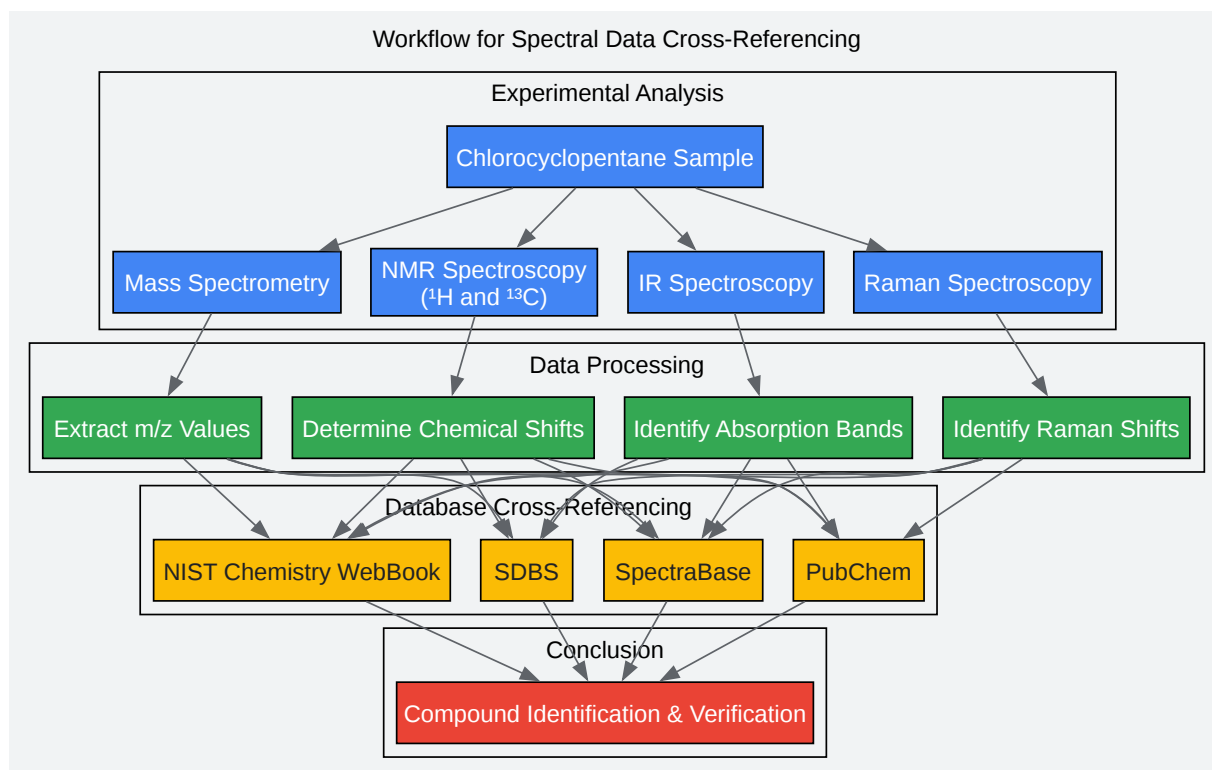 Workflow for Spectral Data Cross-Referencing
Experimental Analysis
Chlorocyclopentane Sample
Mass Spectrometry
NMR Spectroscopy
(¹H and ¹³C)
IR Spectroscopy
Raman Spectroscopy
Data Processing
Extract m/z Values
Determine Chemical Shifts
Identify Absorption Bands
Identify Raman Shifts
Database Cross-Referencing
NIST Chemistry WebBook
SDBS
SpectraBase
PubChem
Conclusion
Compound Identification & Verification